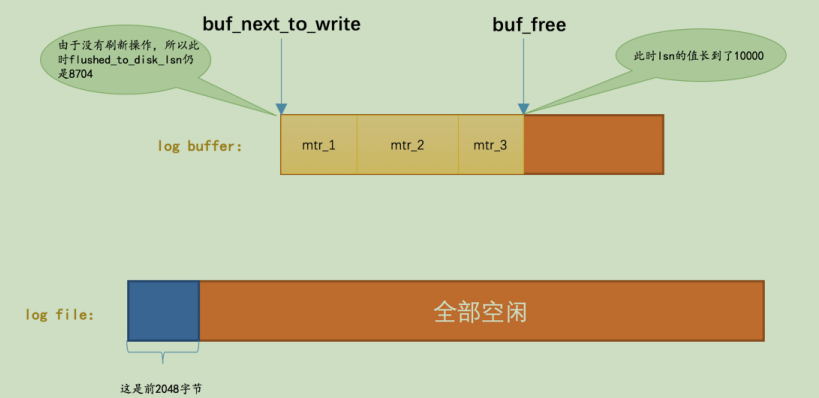 buf_next_to_write
buf_free
由于没有刷新操作，所以此
时flushed_to_disk_lsn仍
是8704
此时lsn的值长到了10000
log buffer：
mtr_1
mtr_2
mtr_3
log file：
全部空闲
这是前2048字节